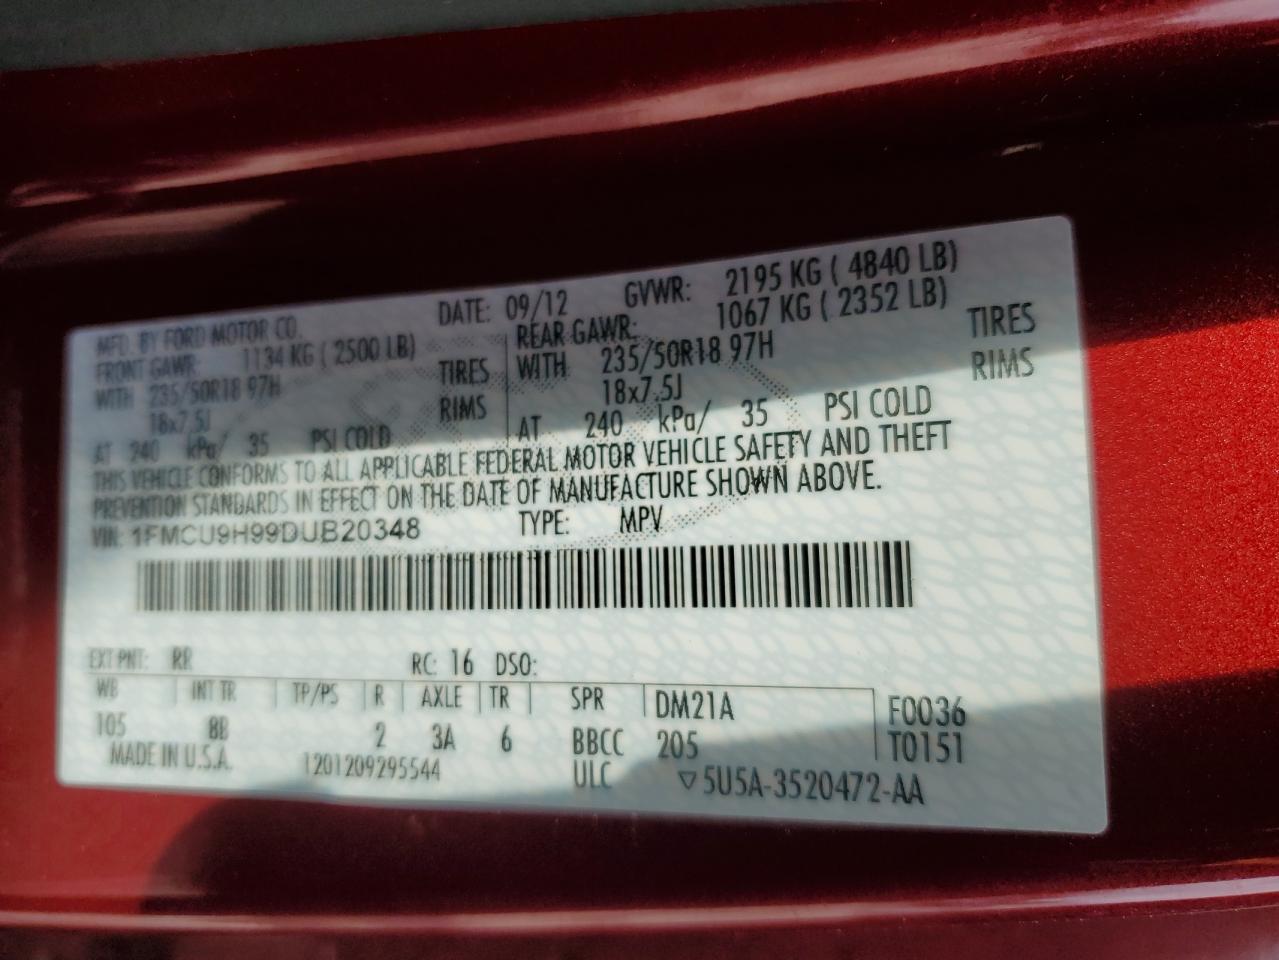 MFD. BY FORD MOTOR CO. DATE: 09/12 GVWR: 2195 KG ( 4840 LB)
FRONT GAWR: 1134 KG ( 2500 LB) REAR GAWR: 1067 KG ( 2352 LB)
WITH 235/50R18 97H TIRES WITH 235/50R18 97H TIRES
18x7.5J RIMS 18x7.5J RIMS
AT 240 kPa/ 35 PSI COLD AT 240 kPa/ 35 PSI COLD
THIS VEHICLE CONFORMS TO ALL APPLICABLE FEDERAL MOTOR VEHICLE SAFETY AND THEFT
PREVENTION STANDARDS IN EFFECT ON THE DATE OF MANUFACTURE SHOWN ABOVE.
VIN: 1FMCU9H99DUB20348 TYPE: MPV
EXT PNT: RR RC: 16 DSO:
WB INT TR TP/PS R AXLE TR SPR DM21A F0036
105 8B 2 3A 6 BBCC 205 T0151
MADE IN U.S.A. 1201209295544 ULC ▽5U5A-3520472-AA